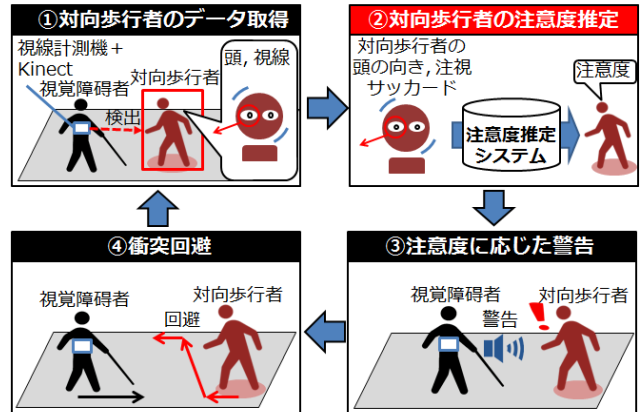 ①対向歩行者のデータ取得
視線計測機＋
Kinect
視覚障碍者
対向歩行者
頭, 視線
検出
②対向歩行者の注意度推定
対向歩行者の
頭の向き, 注視
サッカード
注意度推定
システム
注意度
③注意度に応じた警告
視覚障碍者
対向歩行者
警告
④衝突回避
視覚障碍者
対向歩行者
回避